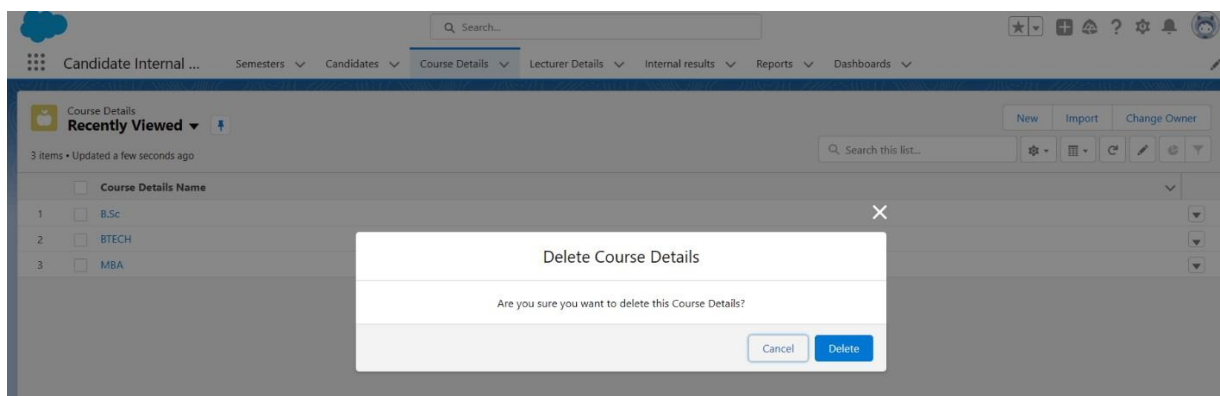 Search...
Candidate Internal ... Semesters Candidates Course Details Lecturer Details Internal results Reports Dashboards
Course Details
Recently Viewed
New Import Change Owner
3 items • Updated a few seconds ago
Search this list...
Course Details Name
1 B.Sc
2 BTECH
3 MBA
Delete Course Details
Are you sure you want to delete this Course Details?
Cancel Delete